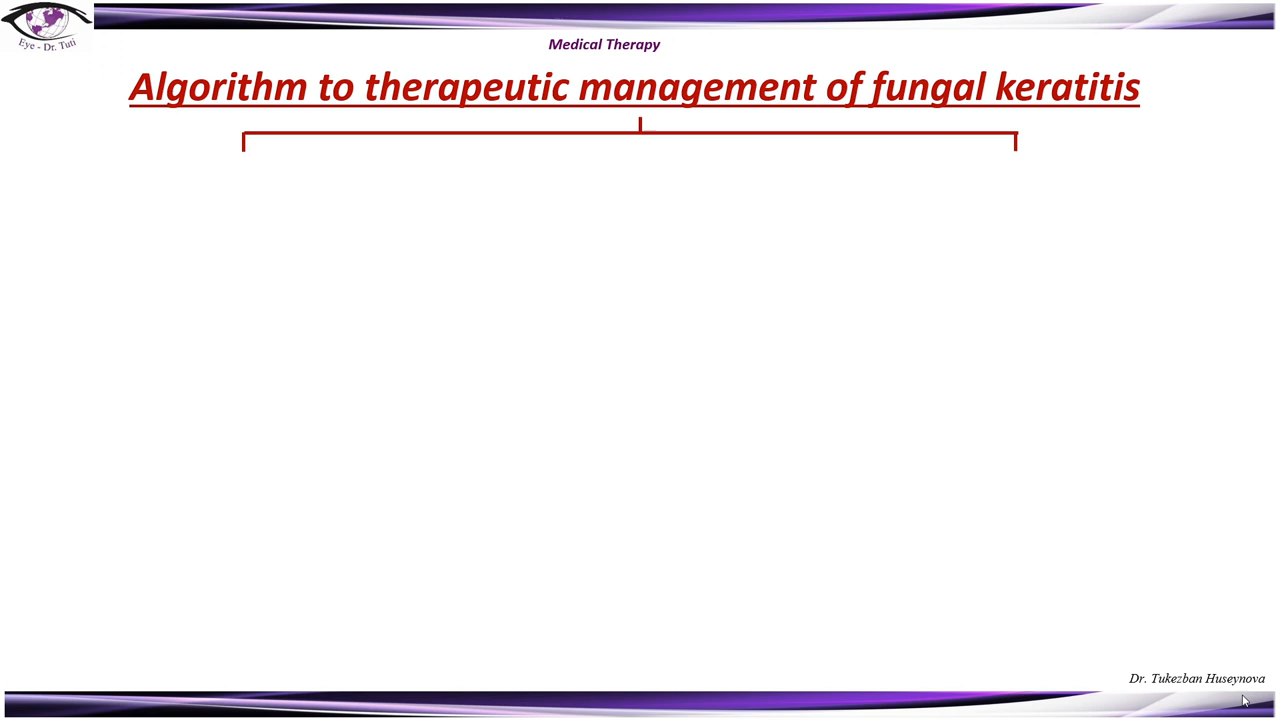 Eye - Dr. Tuti
Medical Therapy
Algorithm to therapeutic management of fungal keratitis
Dr. Tukezban Huseynova